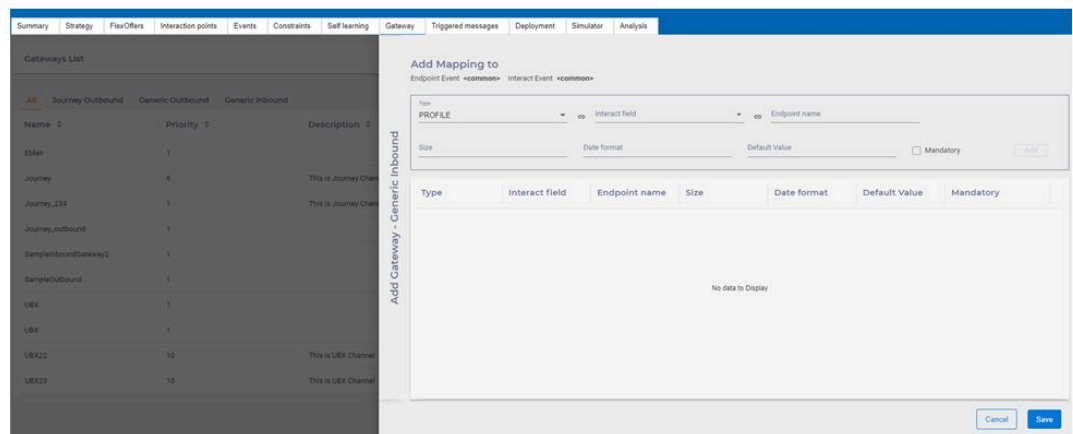 Summary Strategy FlexOffers Interaction points Events Constraints Self learning Gateway Triggered messages Deployment Simulator Analysis
Gateways List
All Journey Outbound Generic Outbound Generic Inbound
Name Priority Description
EMail 1
Journey 6 This is Journey Chan
Journey_234 1 This is Journey Chan
Journey_outbound 1
SampleInboundGateway2 1
SampleOutbound 1
UBX 1
UBX 1
UBX22 10 This is UBX Channel
UBX23 10 This is UBX Channel
Add Gateway - Generic Inbound
Add Mapping to
Endpoint Event <common> Interact Event <common>
Type
PROFILE Interact field Endpoint name
Size Date format Default Value Mandatory Add
Type Interact field Endpoint name Size Date format Default Value Mandatory
No data to Display
Cancel Save